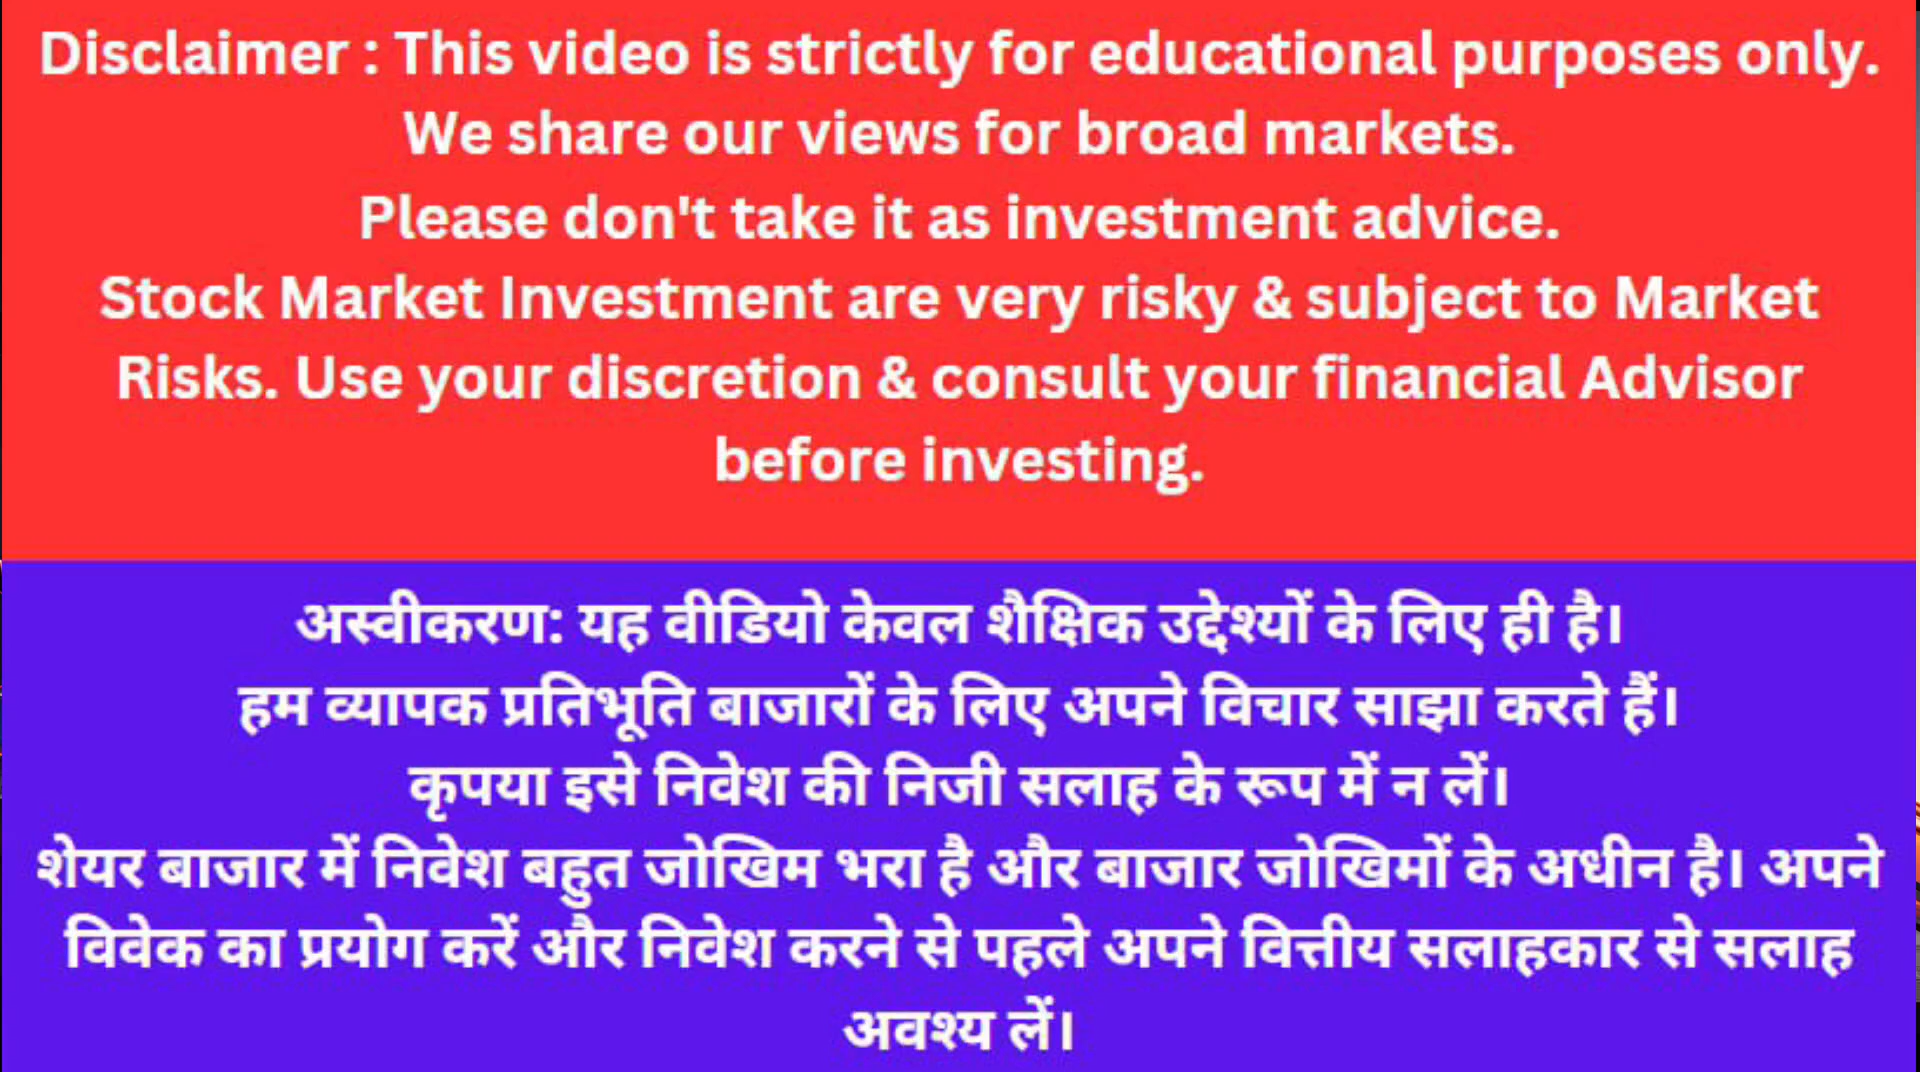 Disclaimer : This video is strictly for educational purposes only.
We share our views for broad markets.
Please don't take it as investment advice.
Stock Market Investment are very risky & subject to Market
Risks. Use your discretion & consult your financial Advisor
before investing.
अस्वीकरण: यह वीडियो केवल शैक्षिक उद्देश्यों के लिए ही है।
हम व्यापक प्रतिभूति बाजारों के लिए अपने विचार साझा करते हैं।
कृपया इसे निवेश की निजी सलाह के रूप में न लें।
शेयर बाजार में निवेश बहुत जोखिम भरा है और बाजार जोखिमों के अधीन है। अपने
विवेक का प्रयोग करें और निवेश करने से पहले अपने वित्तीय सलाहकार से सलाह
अवश्य लें।